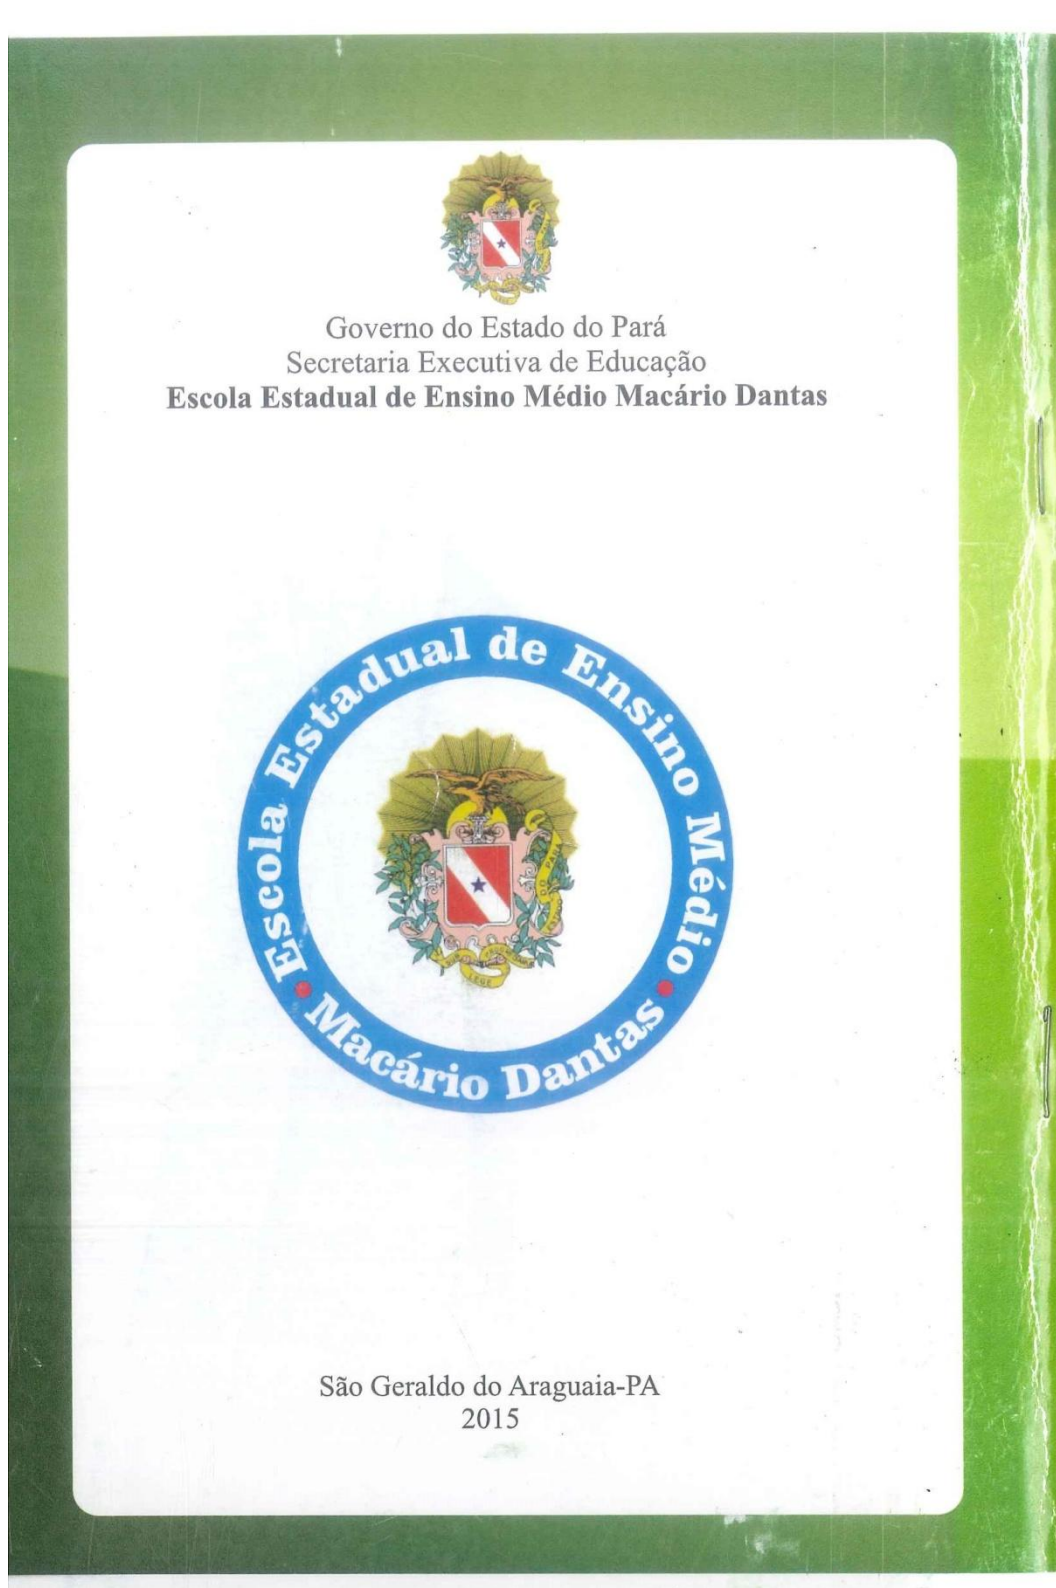 Governo do Estado do Pará
Secretaria Executiva de Educação
Escola Estadual de Ensino Médio Macário Dantas
Escola Estadual de Ensino Médio
• Macário Dantas •
São Geraldo do Araguaia-PA
2015